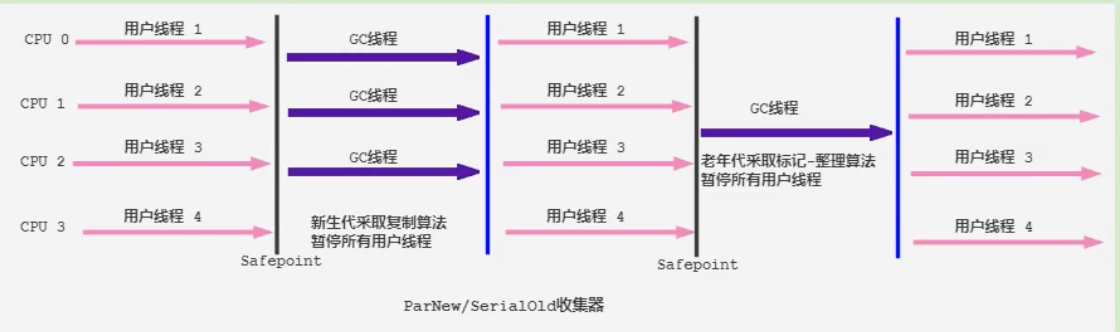 CPU 0
用户线程 1
GC线程
用户线程 1
用户线程 1
CPU 1
用户线程 2
GC线程
用户线程 2
GC线程
用户线程 2
CPU 2
用户线程 3
GC线程
用户线程 3
老年代采取标记-整理算法
暂停所有用户线程
用户线程 3
CPU 3
用户线程 4
新生代采取复制算法
暂停所有用户线程
用户线程 4
用户线程 4
Safepoint
Safepoint
ParNew/SerialOld收集器